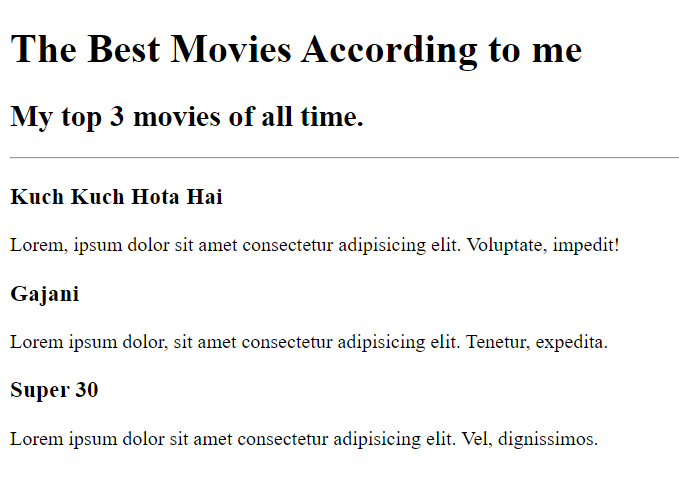 The Best Movies According to me
My top 3 movies of all time.
Kuch Kuch Hota Hai
Lorem, ipsum dolor sit amet consectetur adipisicing elit. Voluptate, impedit!
Gajani
Lorem ipsum dolor, sit amet consectetur adipisicing elit. Tenetur, expedita.
Super 30
Lorem ipsum dolor sit amet consectetur adipisicing elit. Vel, dignissimos.